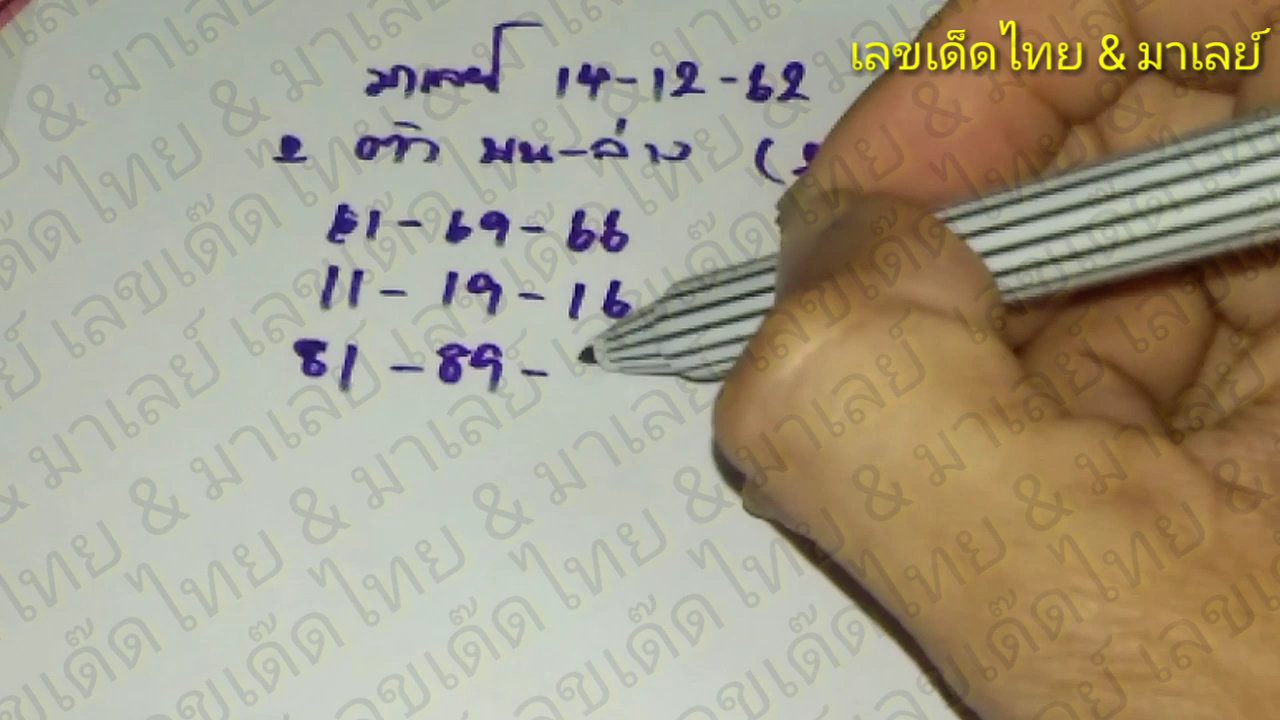 เลขเด็ดไทย & มาเลย์
มาเลย์ 14-12-62
2 ตัว บน-ล่าง (2
61-69-66
11-19-16
81-89-